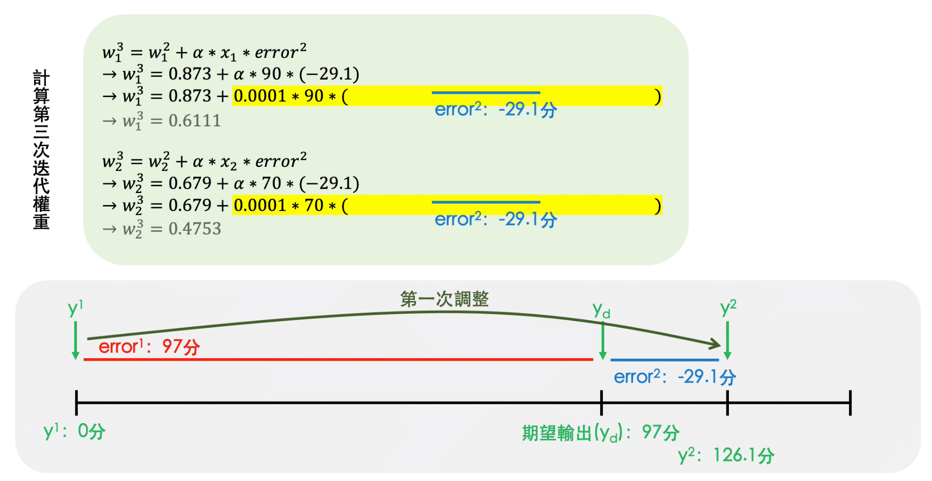 計算第三次迭代權重
w₁³ = w₁² + α * x₁ * error²
→ w₁³ = 0.873 + α * 90 * (−29.1)
→ w₁³ = 0.873 + 0.0001 * 90 * ( )
error²：-29.1分
→ w₁³ = 0.6111
w₂³ = w₂² + α * x₂ * error²
→ w₂³ = 0.679 + α * 70 * (−29.1)
→ w₂³ = 0.679 + 0.0001 * 70 * ( )
error²：-29.1分
→ w₂³ = 0.4753
第一次調整
y¹ y_d y²
error¹：97分
error²：-29.1分
y¹：0分 期望輸出(y_d)：97分
y²：126.1分